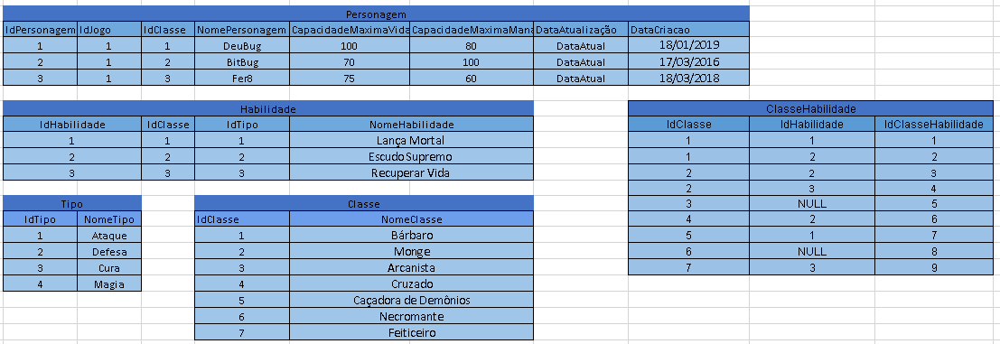 Personagem
IdPersonagem IdJogo IdClasse NomePersonagem CapacidadeMaximaVida CapacidadeMaximaMana DataAtualização DataCriacao
1 1 1 DeuBug 100 80 DataAtual 18/01/2019
2 1 2 BitBug 70 100 DataAtual 17/03/2016
3 1 3 Fer8 75 60 DataAtual 18/03/2018
Habilidade
IdHabilidade IdClasse IdTipo NomeHabilidade
1 1 1 Lança Mortal
2 2 2 Escudo Supremo
3 3 3 Recuperar Vida
ClasseHabilidade
IdClasse IdHabilidade IdClasseHabilidade
1 1 1
1 2 2
2 2 3
2 3 4
3 NULL 5
4 2 6
5 1 7
6 NULL 8
7 3 9
Tipo
IdTipo NomeTipo
1 Ataque
2 Defesa
3 Cura
4 Magia
Classe
IdClasse NomeClasse
1 Bárbaro
2 Monge
3 Arcanista
4 Cruzado
5 Caçadora de Demônios
6 Necromante
7 Feiticeiro